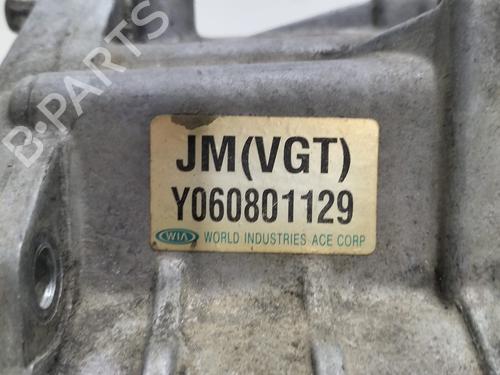 B-PARTS
JM(VGT)
Y060801129
WIA WORLD INDUSTRIES ACE CORP